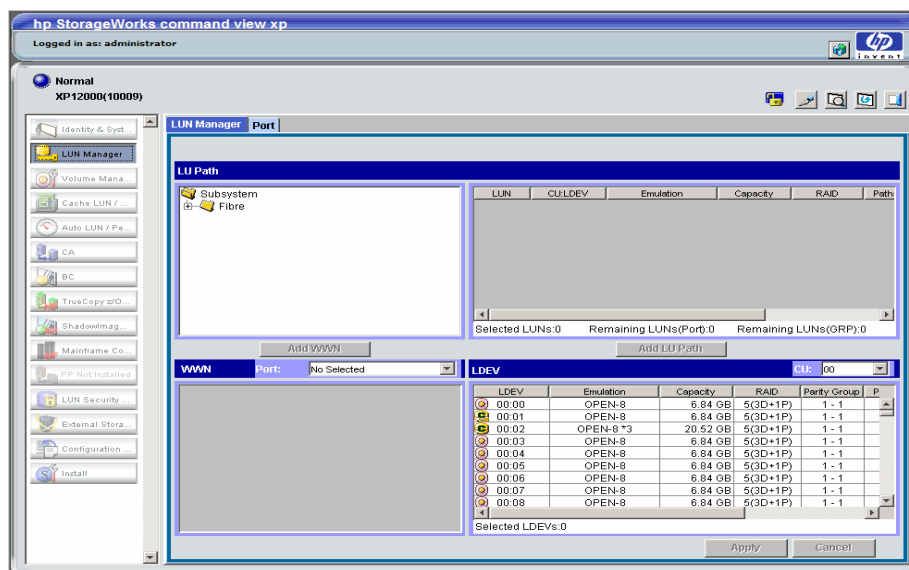 hp StorageWorks command view xp
Logged in as: administrator
hp
invent
Normal
XP12000(10009)
Identity & Syst...
LUN Manager
Volume Mana...
Cache LUN / ...
Auto LUN / Pe...
CA
BC
TrueCopy z/O...
ShadowImag...
Mainframe Co...
PP Not Installed
LUN Security ...
External Stora...
Configuration ...
Install
LUN Manager Port
LU Path
Subsystem
Fibre
LUN CU:LDEV Emulation Capacity RAID Paths
Selected LUNs:0 Remaining LUNs(Port):0 Remaining LUNs(GRP):0
Add WWN Add LU Path
WWN Port: No Selected
LDEV CU: 00
LDEV Emulation Capacity RAID Parity Group P
00:00 OPEN-8 6.84 GB 5(3D+1P) 1 - 1
00:01 OPEN-8 6.84 GB 5(3D+1P) 1 - 1
00:02 OPEN-8 *3 20.52 GB 5(3D+1P) 1 - 1
00:03 OPEN-8 6.84 GB 5(3D+1P) 1 - 1
00:04 OPEN-8 6.84 GB 5(3D+1P) 1 - 1
00:05 OPEN-8 6.84 GB 5(3D+1P) 1 - 1
00:06 OPEN-8 6.84 GB 5(3D+1P) 1 - 1
00:07 OPEN-8 6.84 GB 5(3D+1P) 1 - 1
00:08 OPEN-8 6.84 GB 5(3D+1P) 1 - 1
Selected LDEVs:0
Apply Cancel